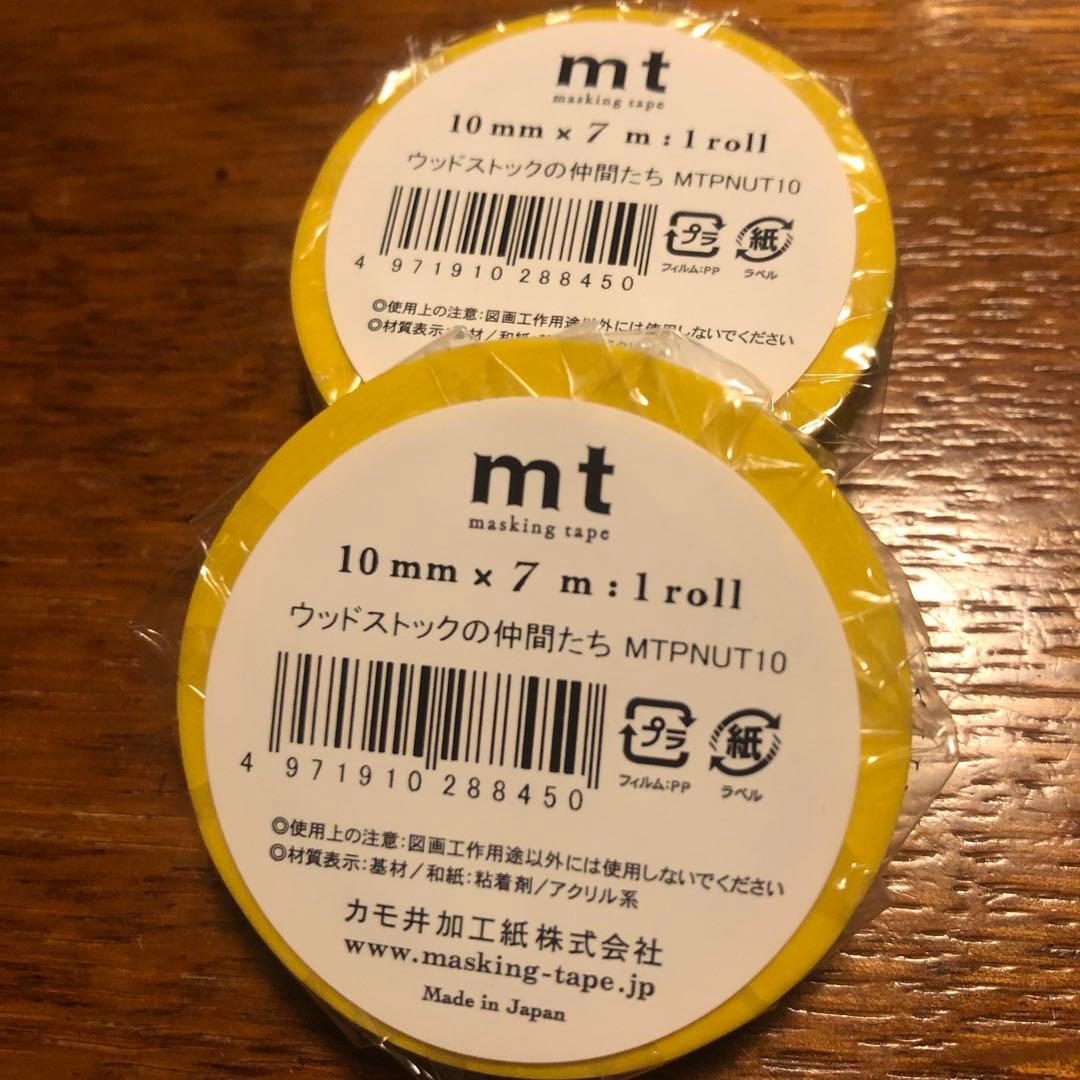 mt
masking tape
10 mm × 7 m : 1 roll
ウッドストックの仲間たち MTPNUT10
プラ
紙
フィルム:PP
ラベル
4 971910 288450
◎使用上の注意:図画工作用途以外には使用しないでください
◎材質表示:基材/和紙:
mt
masking tape
10 mm × 7 m : 1 roll
ウッドストックの仲間たち MTPNUT10
プラ
紙
フィルム:PP
ラベル
4 971910 288450
◎使用上の注意:図画工作用途以外には使用しないでください
◎材質表示:基材/和紙:粘着剤/アクリル系
カモ井加工紙株式会社
www.masking-tape.jp
Made in Japan